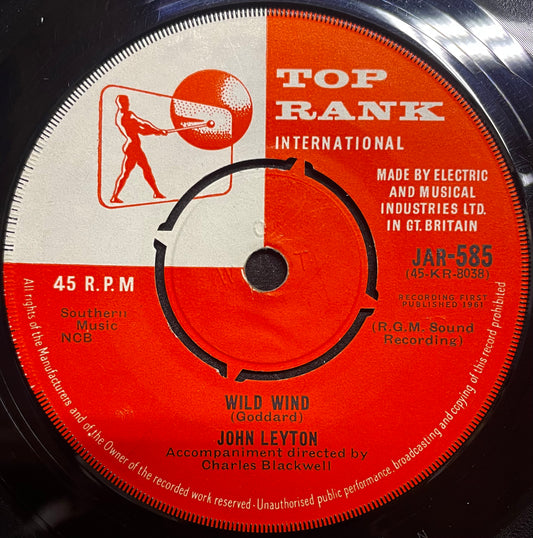 TOP
RANK
INTERNATIONAL
MADE BY ELECTRIC
AND MUSICAL
INDUSTRIES LTD.
IN GT. BRITAIN
JAR-585
(45-KR-8038)
45 R.P.M
RECORDING FIRST
PUBLISHED 1961
Southern
Music
NCB
(R.G.M. Sound
Recording)
WILD WIND
(Goddard)
JOHN LEYTON
Accompaniment directed by
Charles Blackwell
All rights of the Manufacturers and of the Owner of the recorded work reserved - Unauthorised public performance, broadcasting and copying of this record prohibited